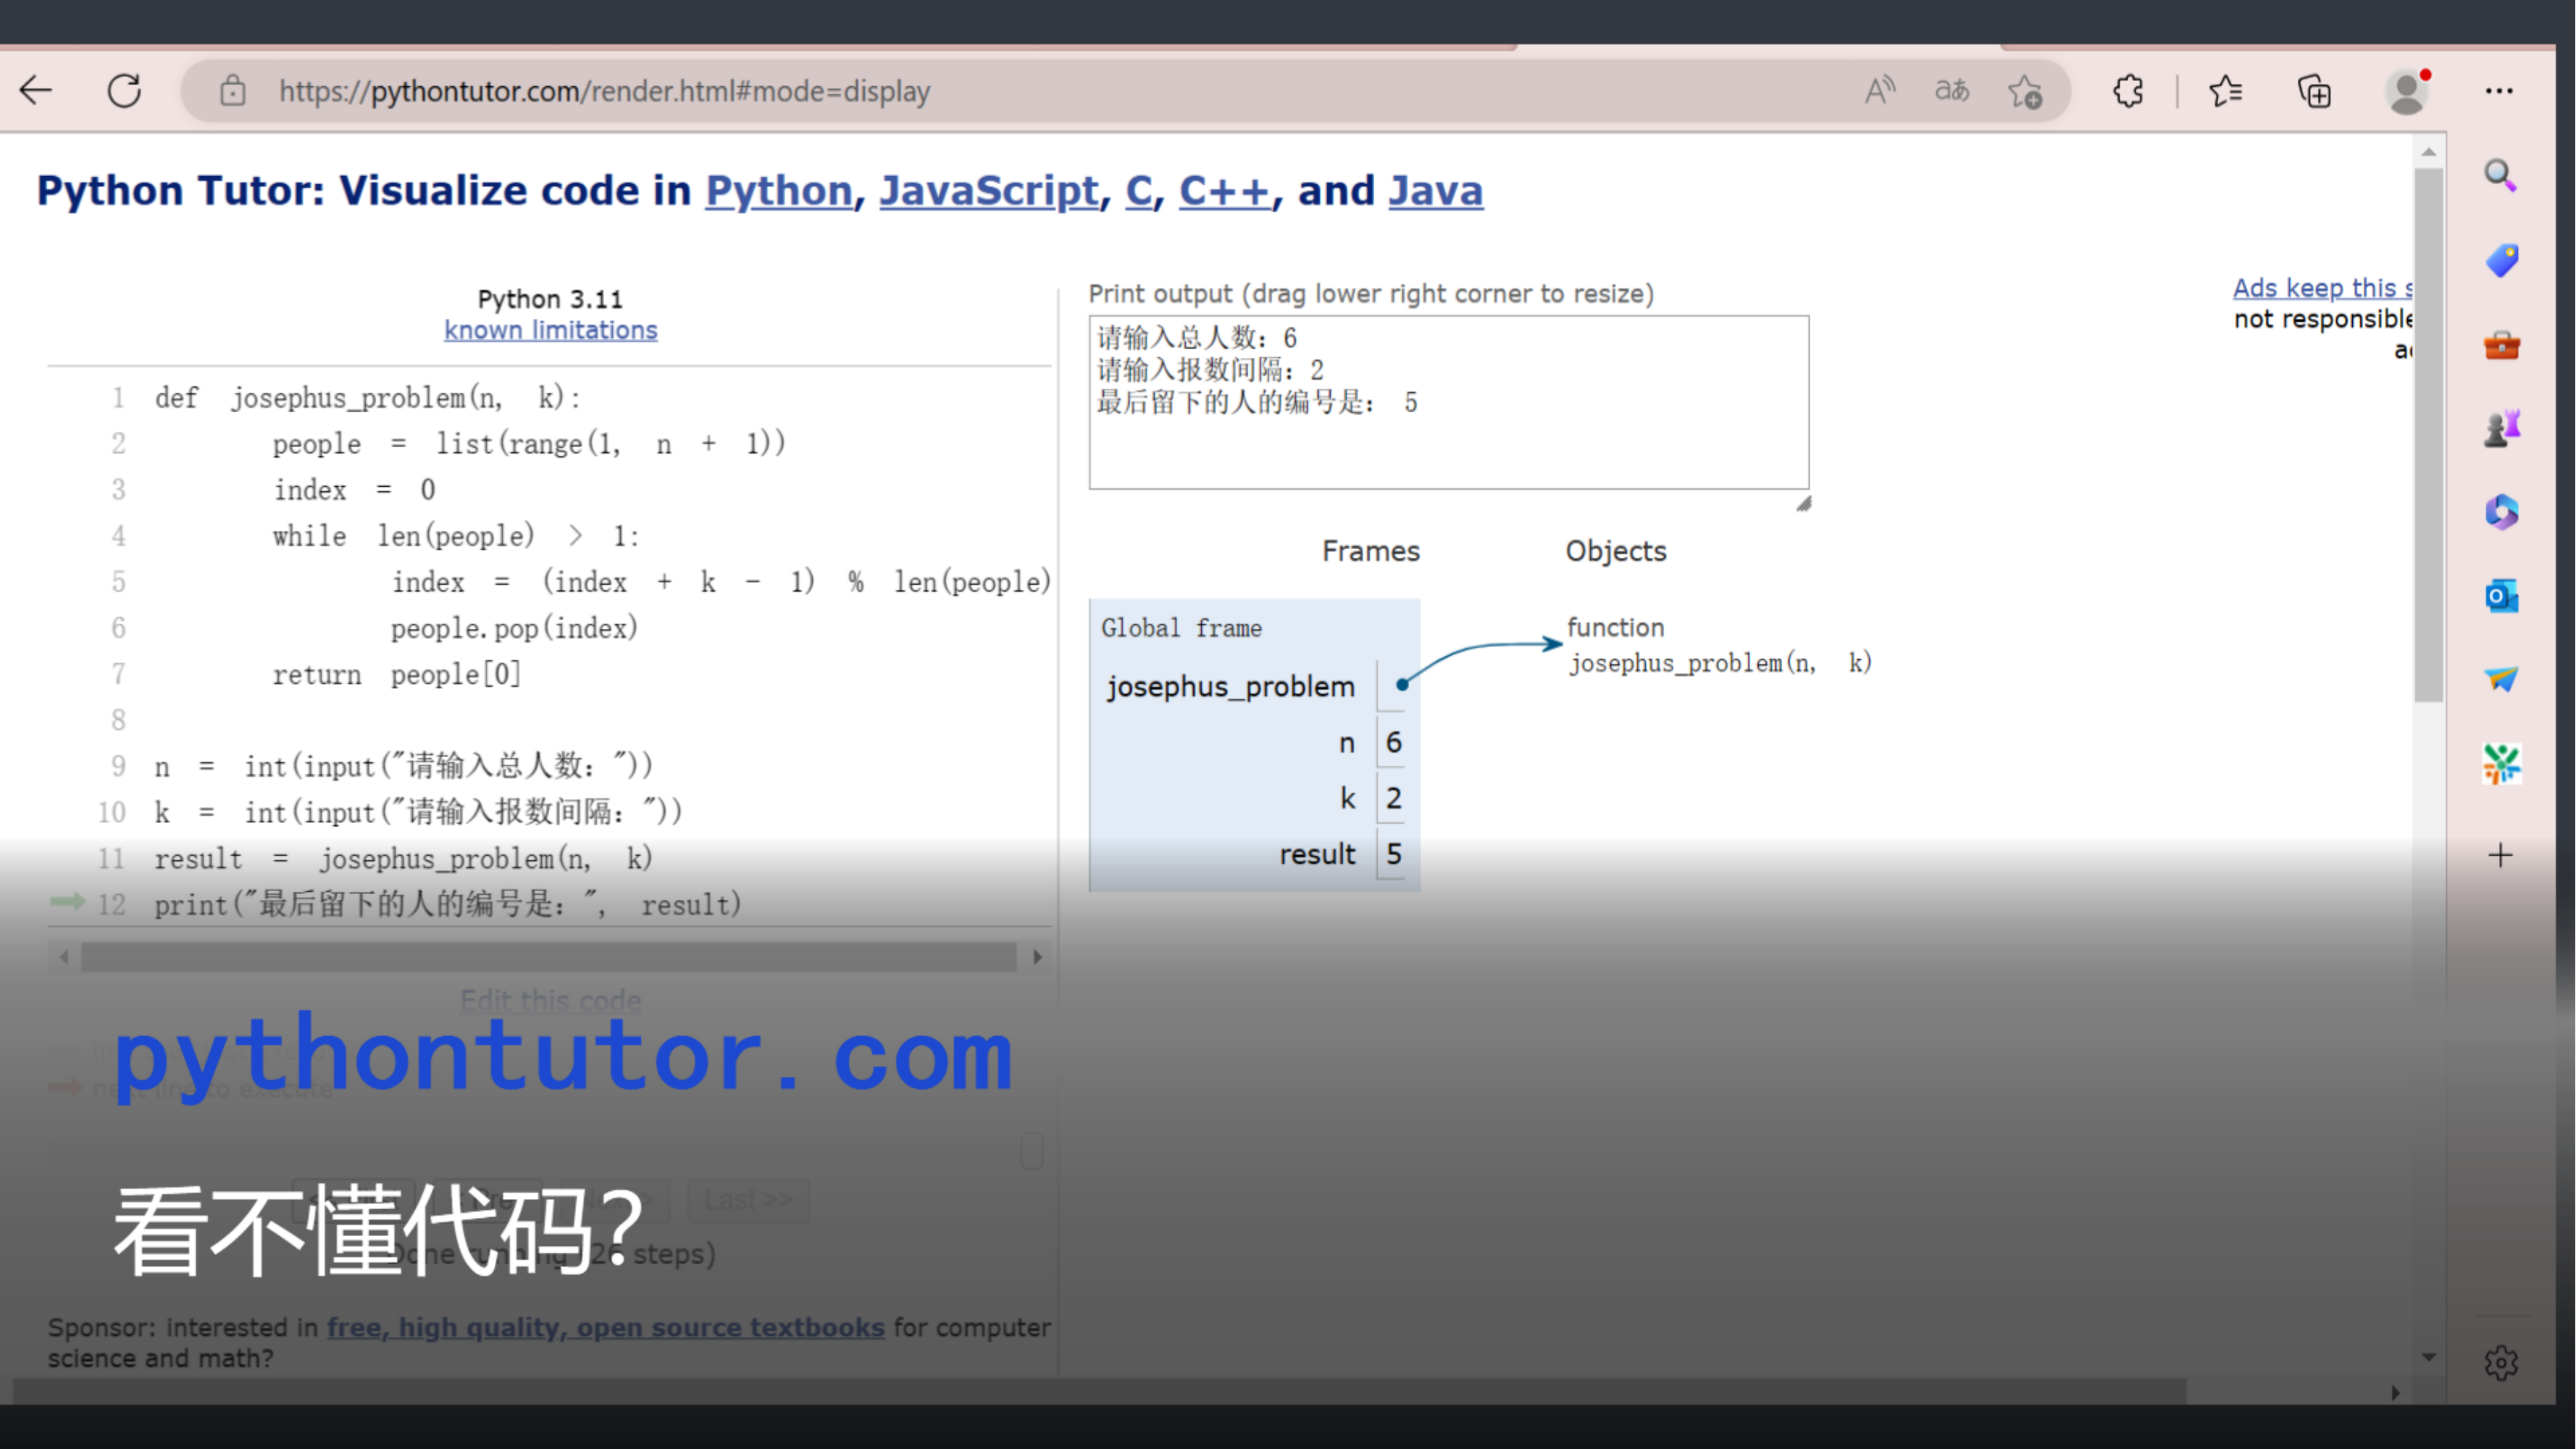 https://pythontutor.com/render.html#mode=display
Python Tutor: Visualize code in Python, JavaScript, C, C++, and Java
Python 3.11
known limitations
1 def josephus_problem(n, k):
2 people = list(range(1, n + 1))
3 index = 0
4 while len(people) > 1:
5 index = (index + k - 1) % len(people)
6 people.pop(index)
7 return people[0]
8
9 n = int(input("请输入总人数："))
10 k = int(input("请输入报数间隔："))
11 result = josephus_problem(n, k)
12 print("最后留下的人的编号是：", result)
Edit this code
next line to execute
Last >>
Done running (26 steps)
Sponsor: interested in free, high quality, open source textbooks for computer
science and math?
Print output (drag lower right corner to resize)
请输入总人数：6
请输入报数间隔：2
最后留下的人的编号是： 5
Frames Objects
Global frame
josephus_problem
n 6
k 2
result 5
function
josephus_problem(n, k)
Ads keep this s
not responsible
pythontutor.com
看不懂代码?